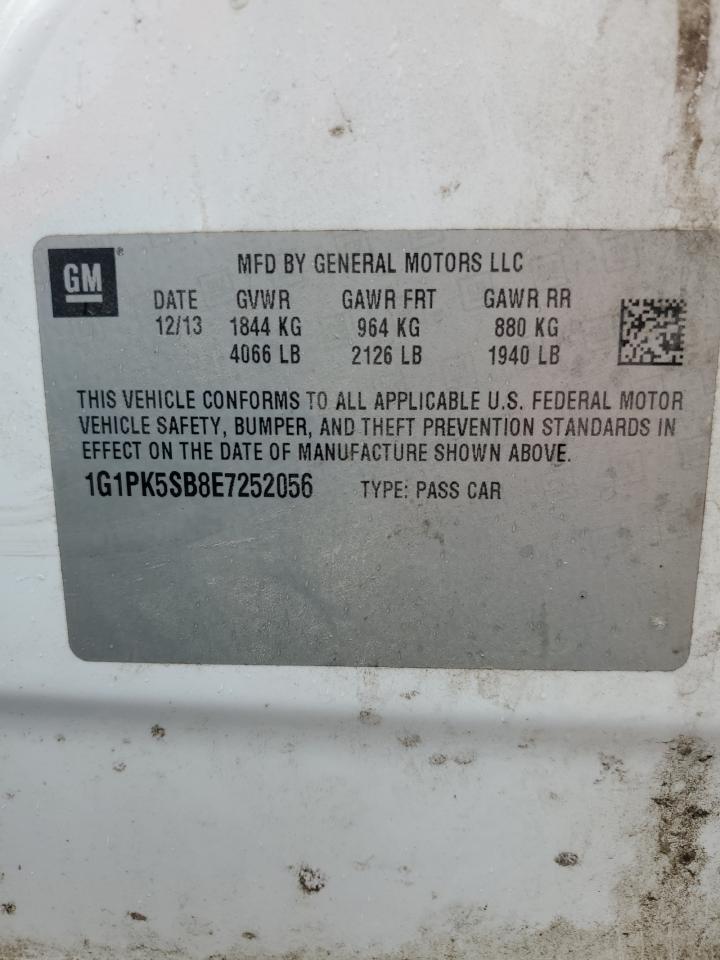 GM®
MFD BY GENERAL MOTORS LLC
DATE GVWR GAWR FRT GAWR RR
12/13 1844 KG 964 KG 880 KG
4066 LB 2126 LB 1940 LB
THIS VEHICLE CONFORMS TO ALL APPLICABLE U.S. FEDERAL MOTOR
VEHICLE SAFETY, BUMPER, AND THEFT PREVENTION STANDARDS IN
EFFECT ON THE DATE OF MANUFACTURE SHOWN ABOVE.
1G1PK5SB8E7252056 TYPE: PASS CAR